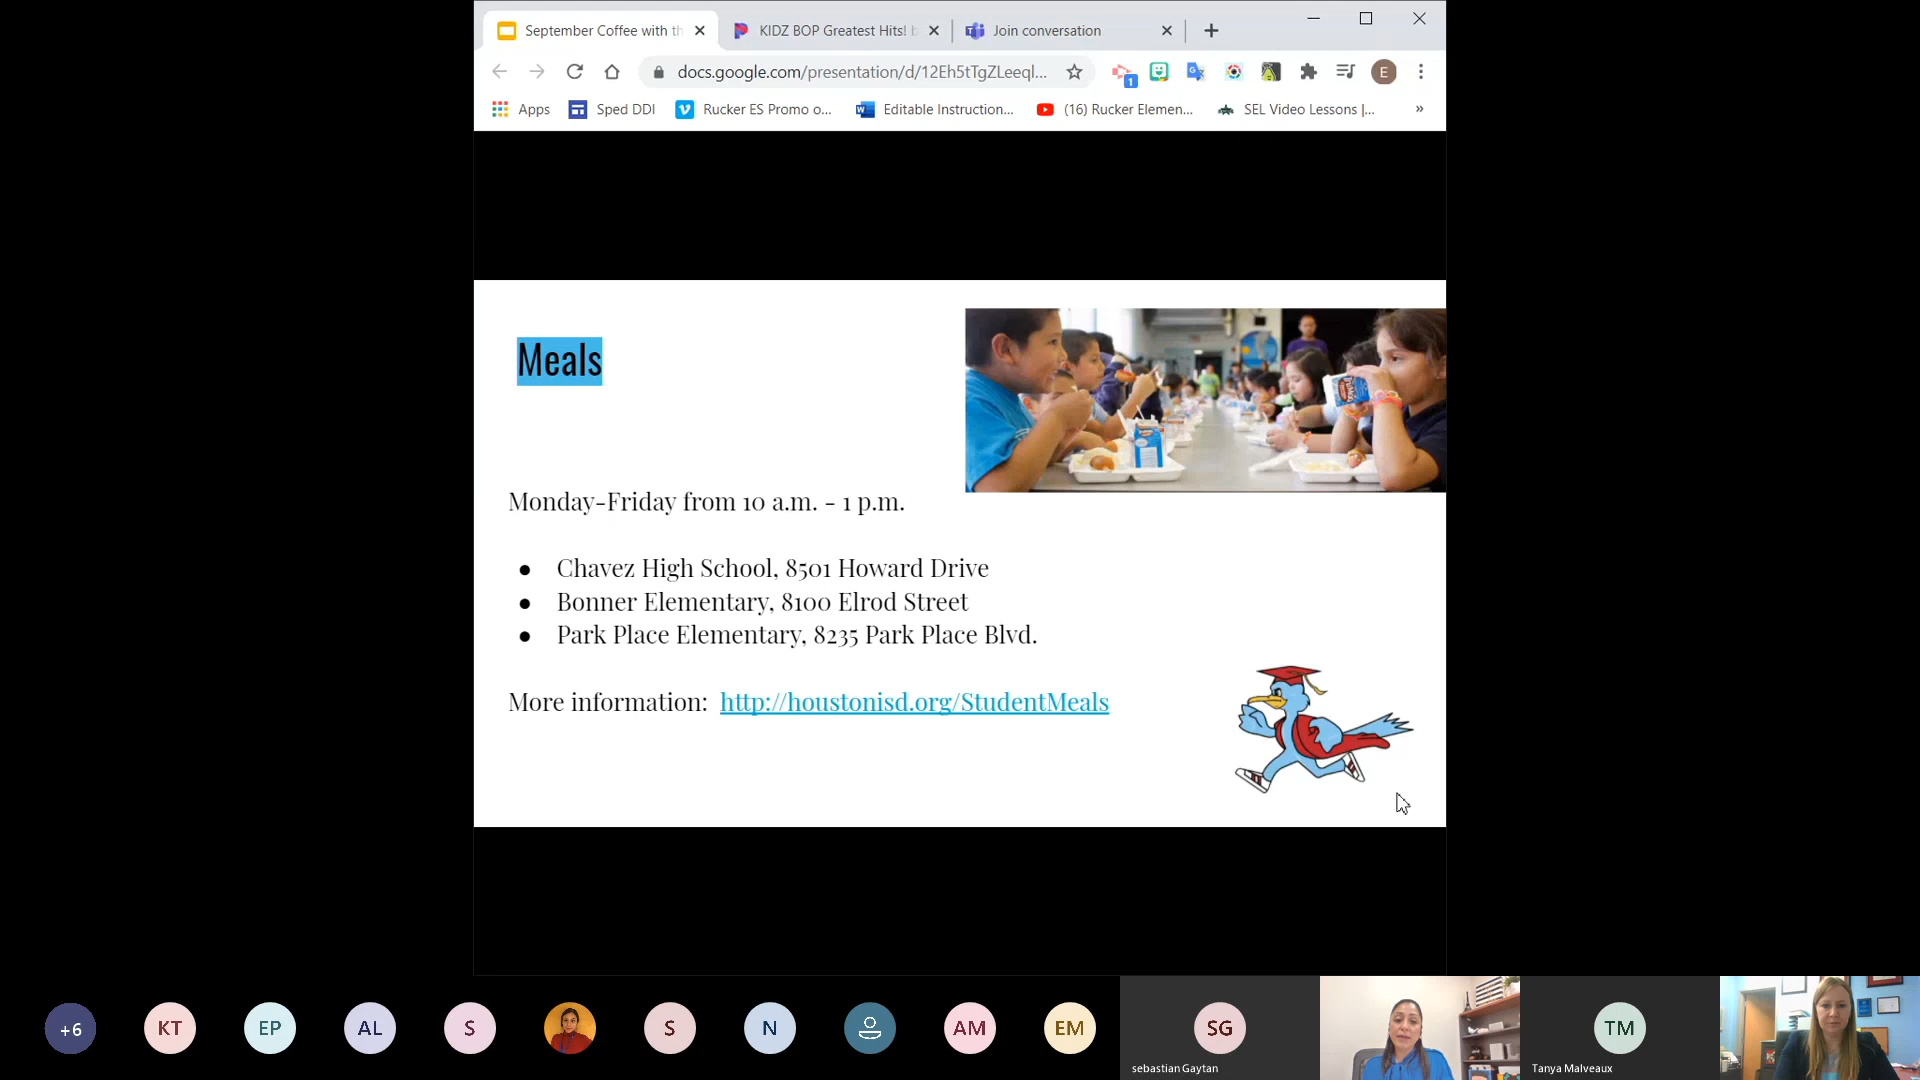 September Coffee with th
KIDZ BOP Greatest Hits! b
Join conversation
docs.google.com/presentation/d/12Eh5tTgZLeeql...
1
E
Apps
Sped DDI
Rucker ES Promo o...
Editable Instruction...
(16) Rucker Elemen...
SEL Video Lessons |...
»
Meals
Monday-Friday from 10 a.m. - 1 p.m.
● Chavez High School, 8501 Howard Drive
● Bonner Elementary, 8100 Elrod Street
● Park Place Elementary, 8235 Park Place Blvd.
More information: http://houstonisd.org/StudentMeals
+6
KT
EP
AL
S
S
N
AM
EM
SG
sebastian Gaytan
TM
Tanya Malveaux